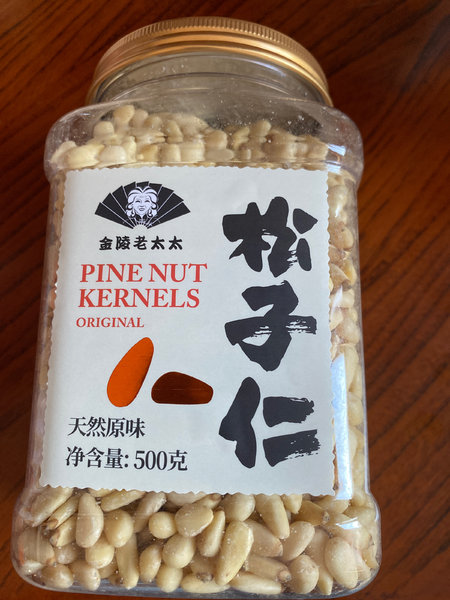 金陵老太太
PINE NUT
KERNELS
ORIGINAL
松子仁
天然原味
净含量: 500克